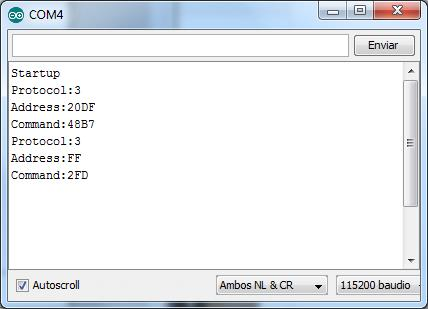 COM4
Enviar
Startup
Protocol:3
Address:20DF
Command:48B7
Protocol:3
Address:FF
Command:2FD
Autoscroll
Ambos NL & CR
115200 baudio